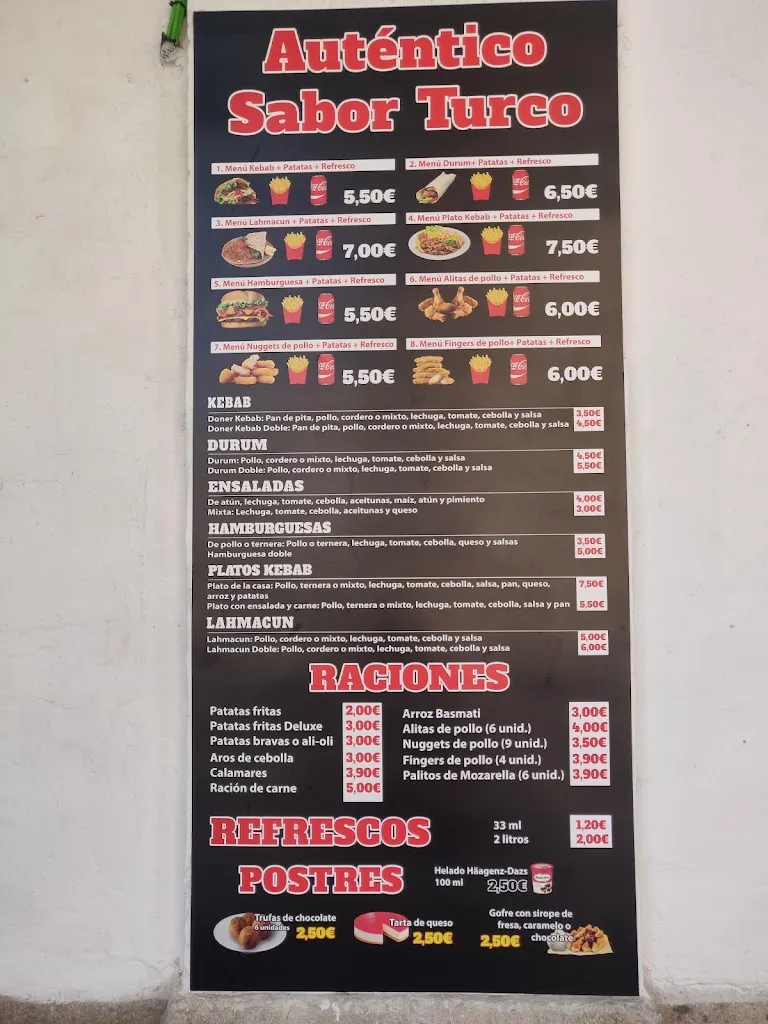 Auténtico
Sabor Turco
1. Menú Kebab + Patatas + Refresco
5,50€
2. Menú Durum+ Patatas + Refresco
6,50€
3. Menú Lahmacun + Patatas + Refresco
7,00€
4. Menú Plato Kebab + Patatas + Refresco
7,50€
5. Menú Hamburguesa + Patatas + Refresco
5,50€
6. Menú Alitas de pollo + Patatas + Refresco
6,00€
7. Menú Nuggets de pollo + Patatas + Refresco
5,50€
8. Menú Fingers de pollo+ Patatas + Refresco
6,00€
KEBAB
Doner Kebab: Pan de pita, pollo, cordero o mixto, lechuga, tomate, cebolla y salsa 3,50€
Doner Kebab Doble: Pan de pita, pollo, cordero o mixto, lechuga, tomate, cebolla y salsa 4,50€
DURUM
Durum: Pollo, cordero o mixto, lechuga, tomate, cebolla y salsa 4,50€
Durum Doble: Pollo, cordero o mixto, lechuga, tomate, cebolla y salsa 5,50€
ENSALADAS
De atún, lechuga, tomate, cebolla, aceitunas, maíz, atún y pimiento 4,00€
Mixta: Lechuga, tomate, cebolla, aceitunas y queso 3,00€
HAMBURGUESAS
De pollo o ternera: Pollo o ternera, lechuga, tomate, cebolla, queso y salsas 3,50€
Hamburguesa doble 5,00€
PLATOS KEBAB
Plato de la casa: Pollo, ternera o mixto, lechuga, tomate, cebolla, salsa, pan, queso, 7,50€
arroz y patatas
Plato con ensalada y carne: Pollo, ternera o mixto, lechuga, tomate, cebolla, salsa y pan 5,50€
LAHMACUN
Lahmacun: Pollo, cordero o mixto, lechuga, tomate, cebolla y salsa 5,00€
Lahmacun Doble: Pollo, cordero o mixto, lechuga, tomate, cebolla y salsa 6,00€
RACIONES
Patatas fritas 2,00€
Patatas fritas Deluxe 3,00€
Patatas bravas o ali-oli 3,00€
Aros de cebolla 3,00€
Calamares 3,90€
Ración de carne 5,00€
Arroz Basmati 3,00€
Alitas de pollo (6 unid.) 4,00€
Nuggets de pollo (9 unid.) 3,50€
Fingers de pollo (4 unid.) 3,90€
Palitos de Mozarella (6 unid.) 3,90€
REFRESCOS
33 ml 1,20€
2 litros 2,00€
POSTRES
Helado Häagenz-Dazs
100 ml 2,50€
Trufas de chocolate
6 unidades 2,50€
Tarta de queso
2,50€
Gofre con sirope de
fresa, caramelo o
chocolate
2,50€